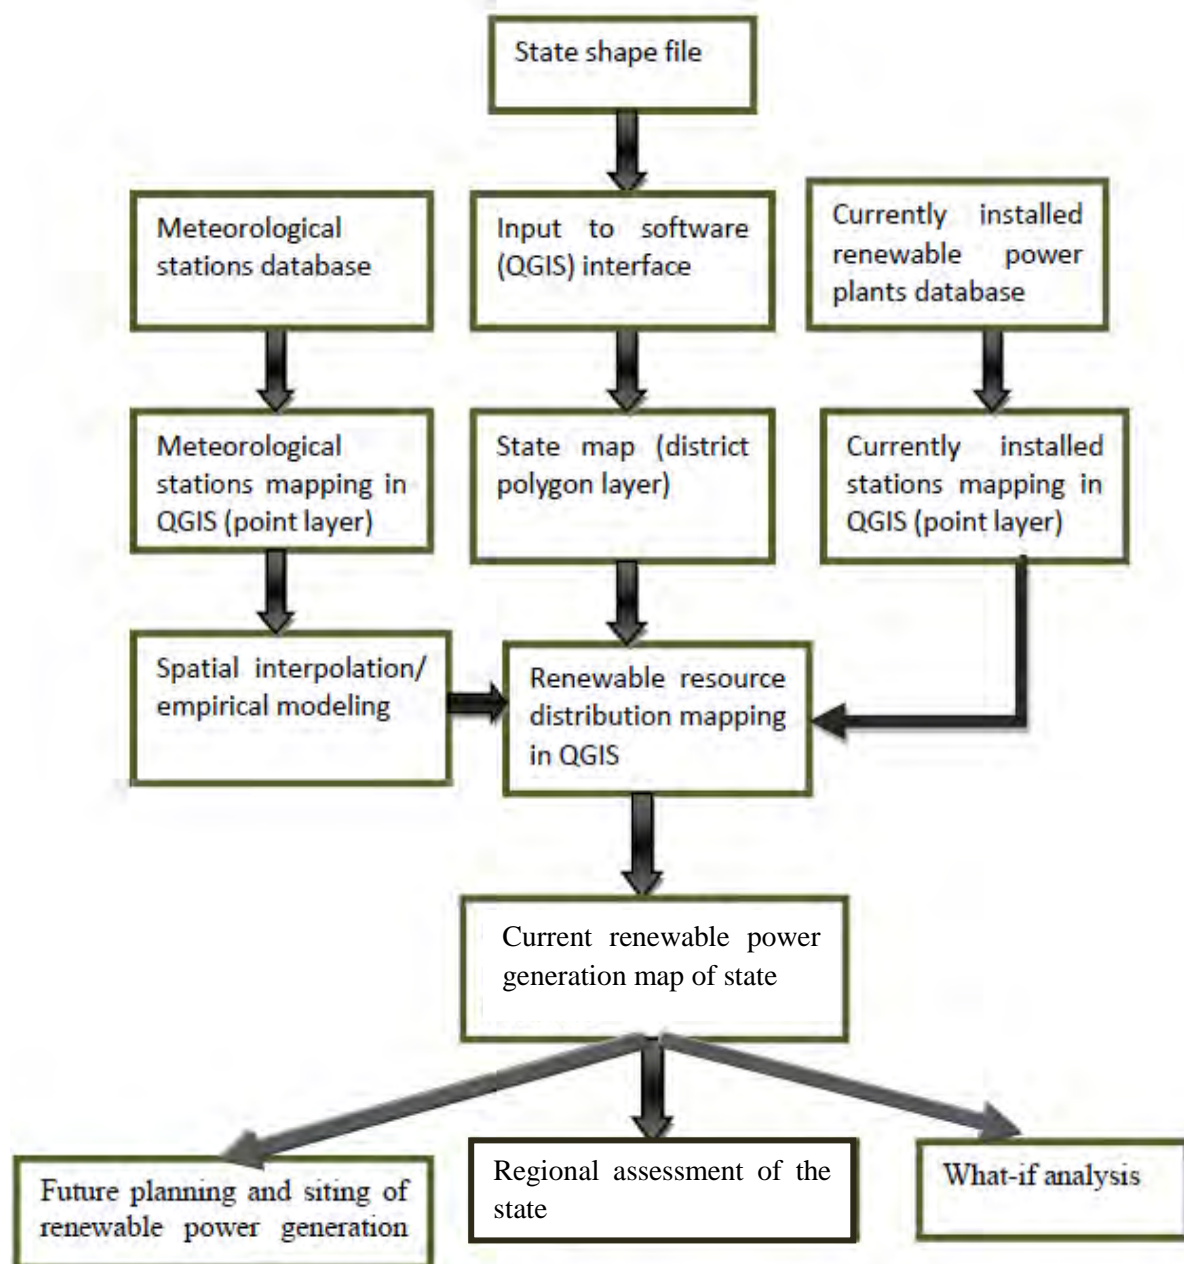 State shape file
Meteorological
stations database
Input to software
(QGIS) interface
Currently installed
renewable power
plants database
Meteorological
stations mapping in
QGIS (point layer)
State map (district
polygon layer)
Currently installed
stations mapping in
QGIS (point layer)
Spatial interpolation/
empirical modeling
Renewable resource
distribution mapping
in QGIS
Current renewable power
generation map of state
Future planning and siting of
renewable power generation
Regional assessment of the
state
What-if analysis